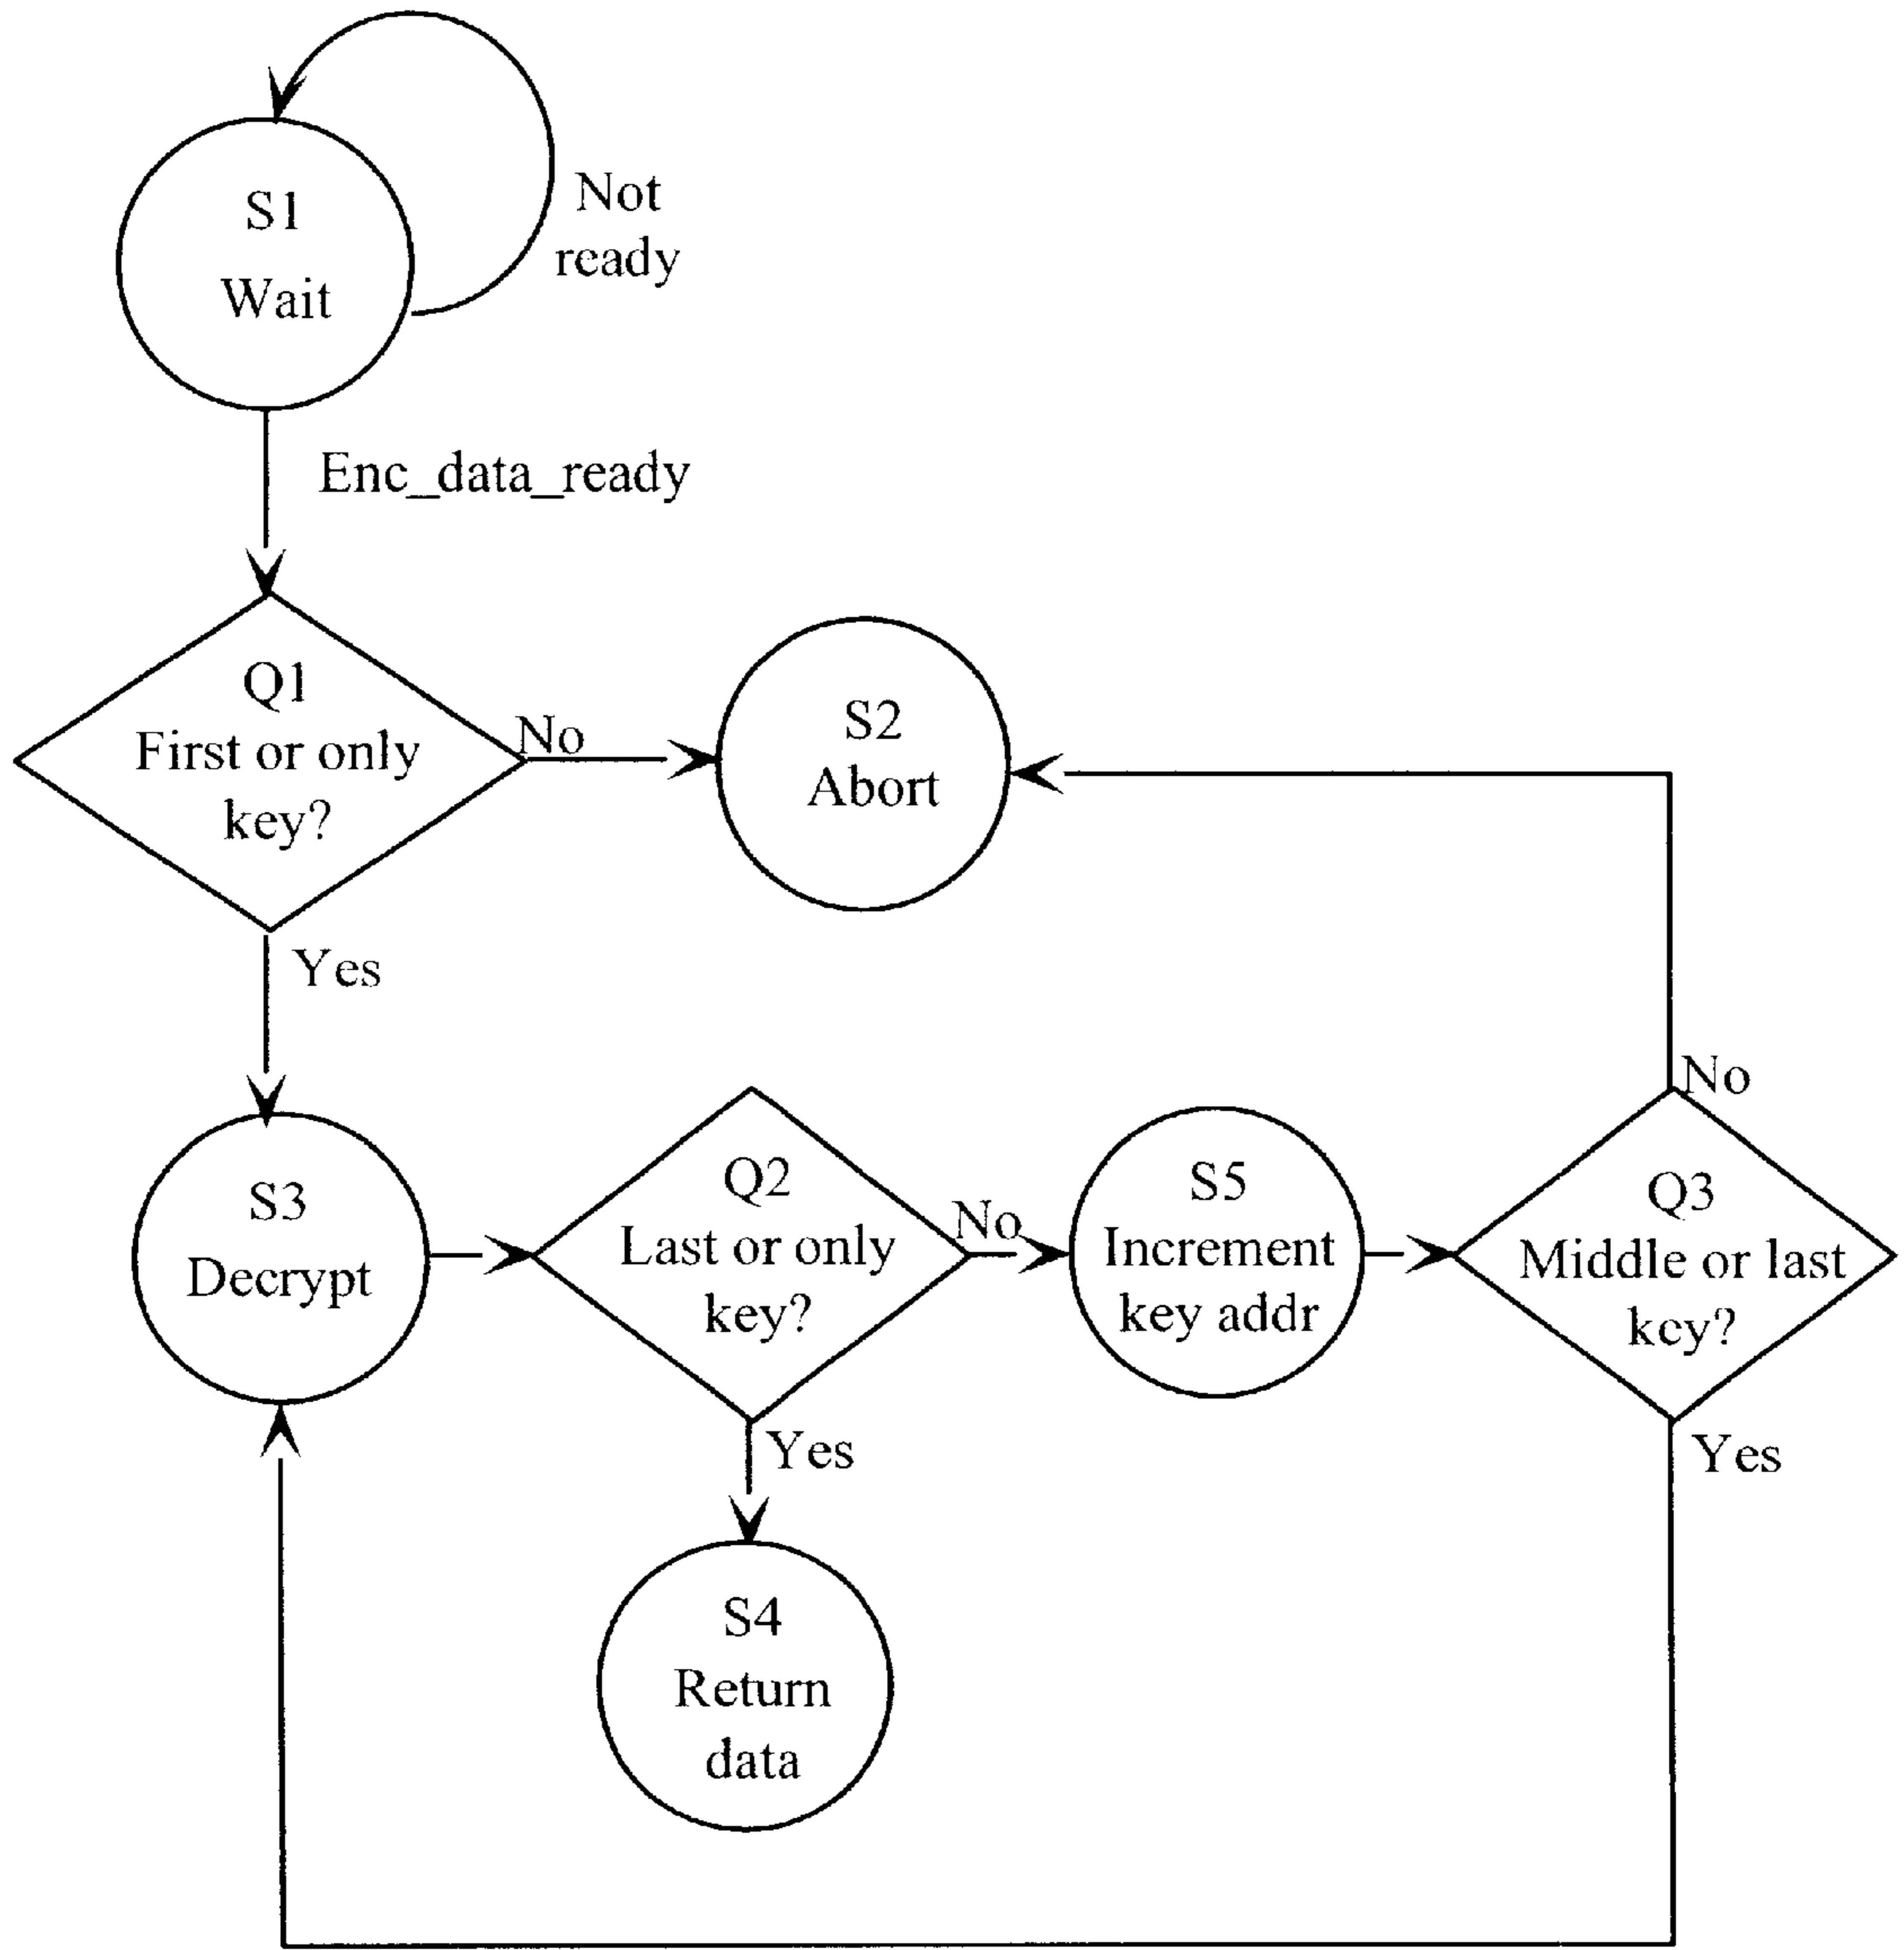 S1
Wait
Not
ready
Enc_data_ready
Q1
First or only
key?
No
S2
Abort
Yes
No
S3
Decrypt
Q2
Last or only
key?
No
S5
Increment
key addr
Q3
Middle or last
key?
Yes
Yes
S4
Return
data